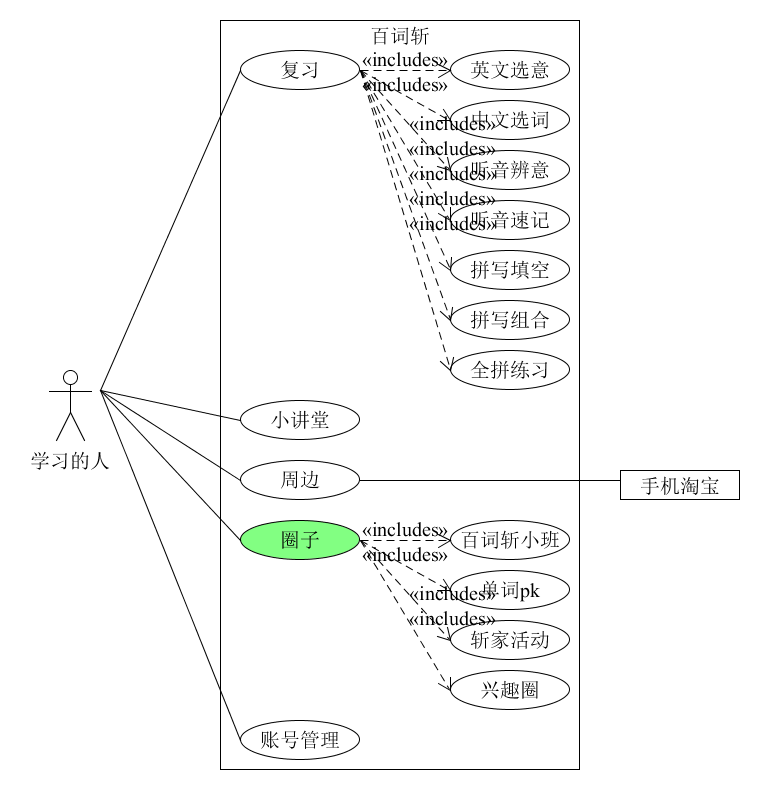 百词斩
复习
«includes»
英文选意
«includes»
中文选词
«includes»
听音辨意
«includes»
«includes»
听音速记
«includes»
«includes»
拼写填空
拼写组合
全拼练习
学习的人
小讲堂
周边
手机淘宝
圈子
«includes»
百词斩小班
«includes»
单词pk
«includes»
«includes»
斩家活动
兴趣圈
账号管理